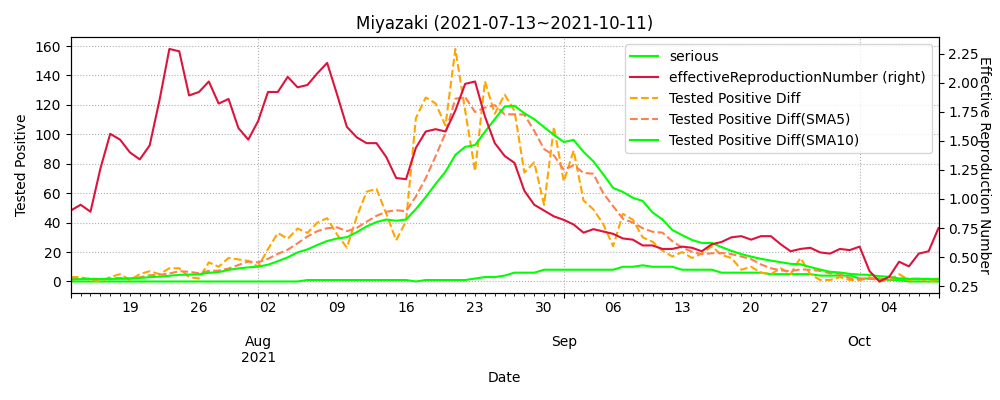 Miyazaki (2021-07-13~2021-10-11)
Tested Positive
160
140
120
100
80
60
40
20
0
serious
effectiveReproductionNumber (right)
Tested Positive Diff
Tested Positive Diff(SMA5)
Tested Positive Diff(SMA10)
2.25
2.00
1.75
1.50
1.25
1.00
0.75
0.50
0.25
Effective Reproduction Number
19 26 02 09 16 23 30 06 13 20 27 04
Aug Sep Oct
2021
Date